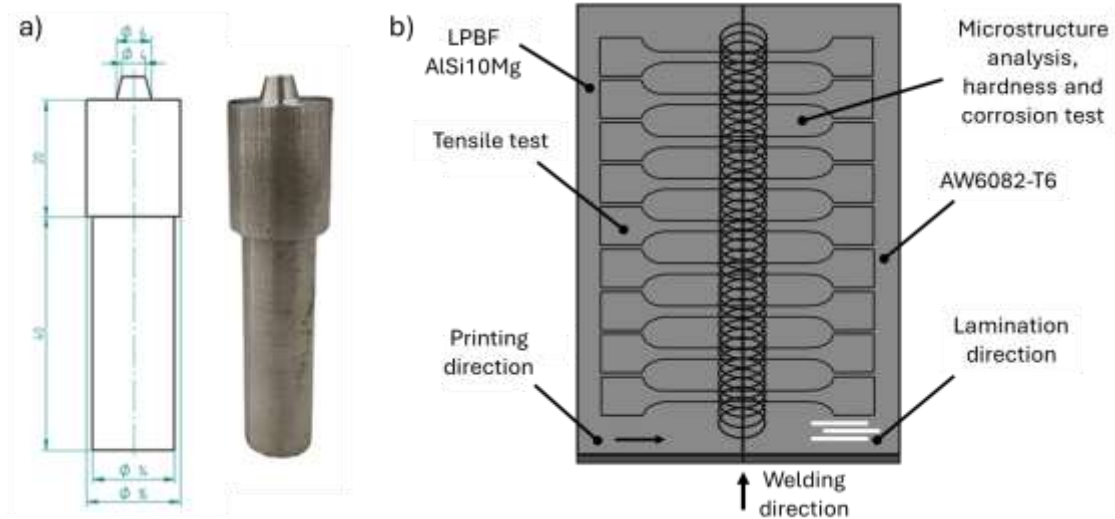 a)
b)
LPBF
AlSi10Mg
Microstructure
analysis,
hardness and
corrosion test
Tensile test
AW6082-T6
Printing
direction
Lamination
direction
Welding
direction